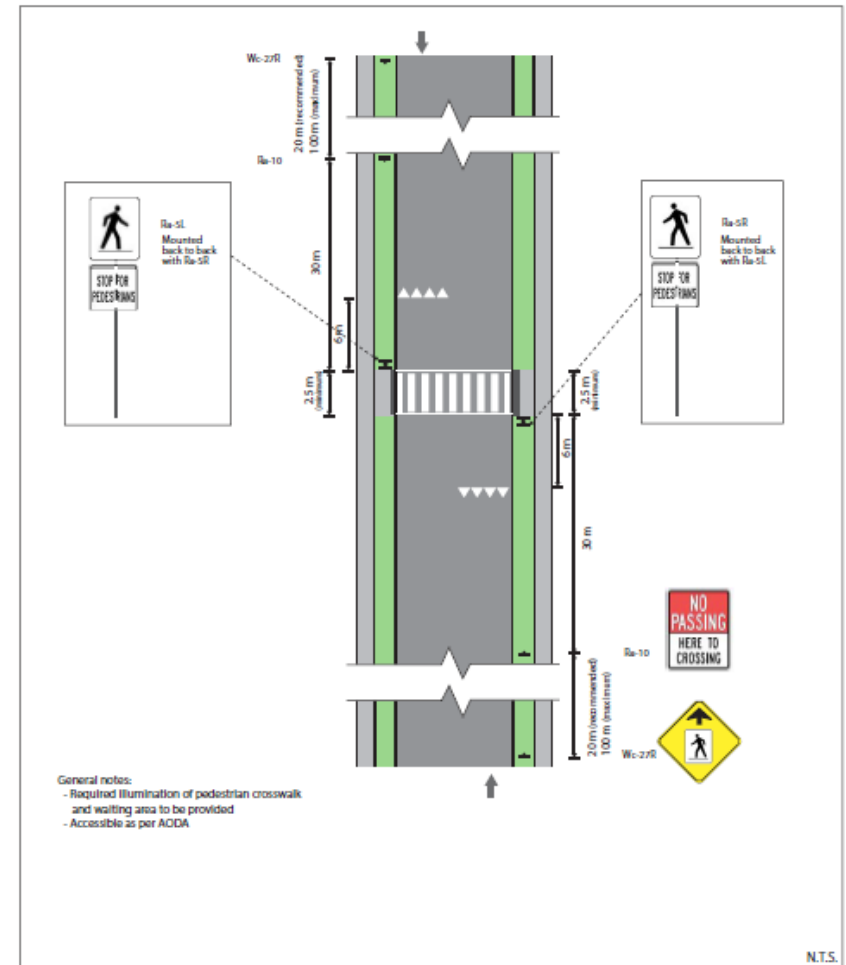 Wc-27R
20 m (recommended)
100 m (maximum)
Ra-10
30 m
6 m
2.5 m
(minimum)
STOP FOR
PEDESTRIANS
Ra-5L
Mounted
back to back
with Ra-5R
STOP FOR
PEDESTRIANS
Ra-5R
Mounted
back to back
with Ra-5L
2.5 m
(minimum)
6 m
30 m
Ra-10
NO
PASSING
HERE TO
CROSSING
20 m (recommended)
100 m (maximum)
Wc-27R
General notes:
- Required illumination of pedestrian crosswalk
and waiting area to be provided
- Accessible as per AODA
N.T.S.